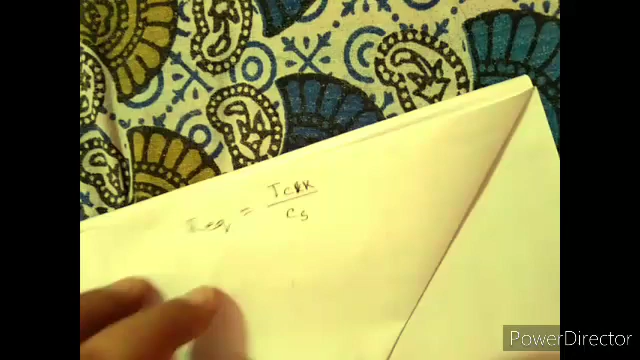 Req = Tclk / Cs
PowerDirector